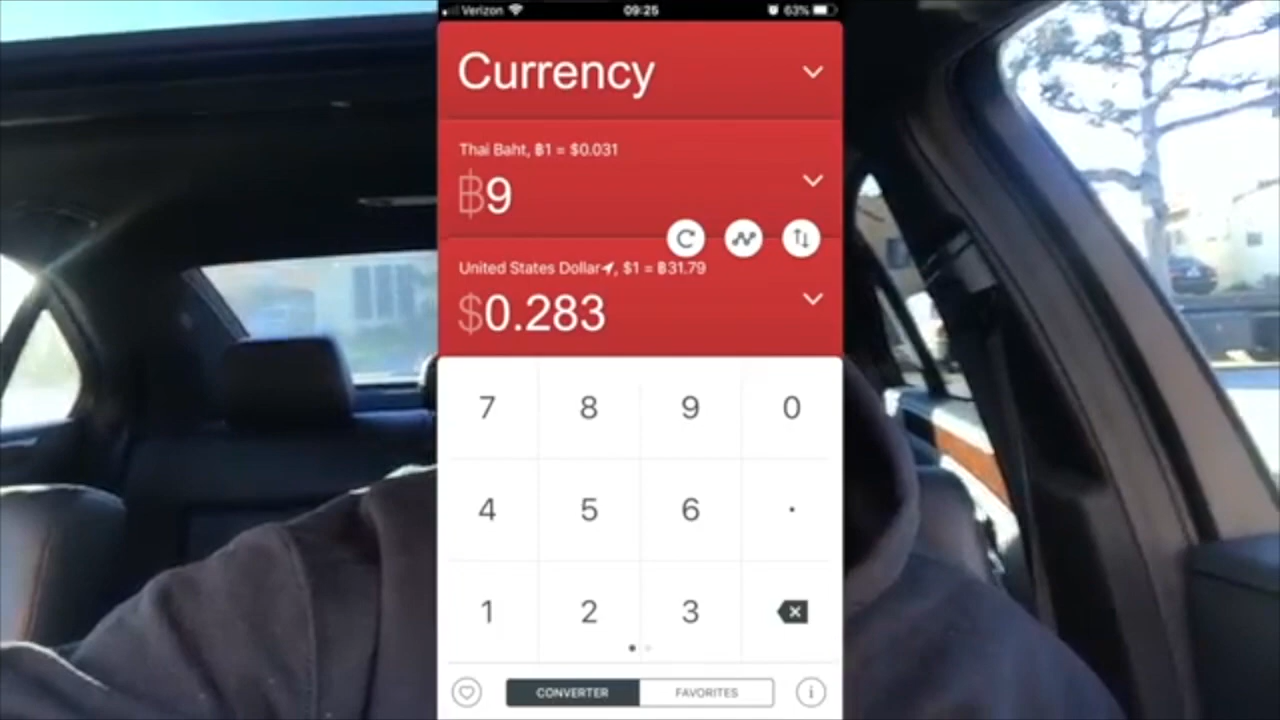 Verizon 09:25 63%
Currency
Thai Baht, ฿1 = $0.031
฿9
United States Dollar, $1 = ฿31.79
$0.283
7 8 9 0
4 5 6 .
1 2 3
CONVERTER FAVORITES